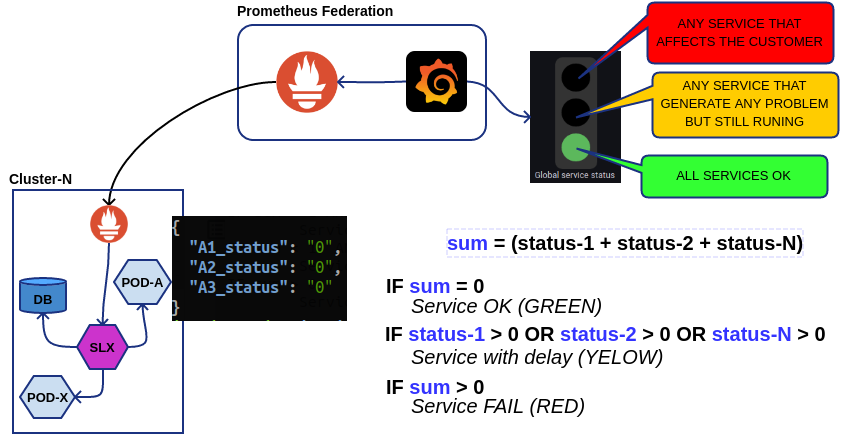 Prometheus Federation
ANY SERVICE THAT
AFFECTS THE CUSTOMER
ANY SERVICE THAT
GENERATE ANY PROBLEM
BUT STILL RUNING
ALL SERVICES OK
Global service status
Cluster-N
{
"A1_status": "0",
"A2_status": "0",
"A3_status": "0"
}
POD-A
DB
SLX
POD-X
sum = (status-1 + status-2 + status-N)
IF sum = 0
Service OK (GREEN)
IF status-1 > 0 OR status-2 > 0 OR status-N > 0
Service with delay (YELOW)
IF sum > 0
Service FAIL (RED)